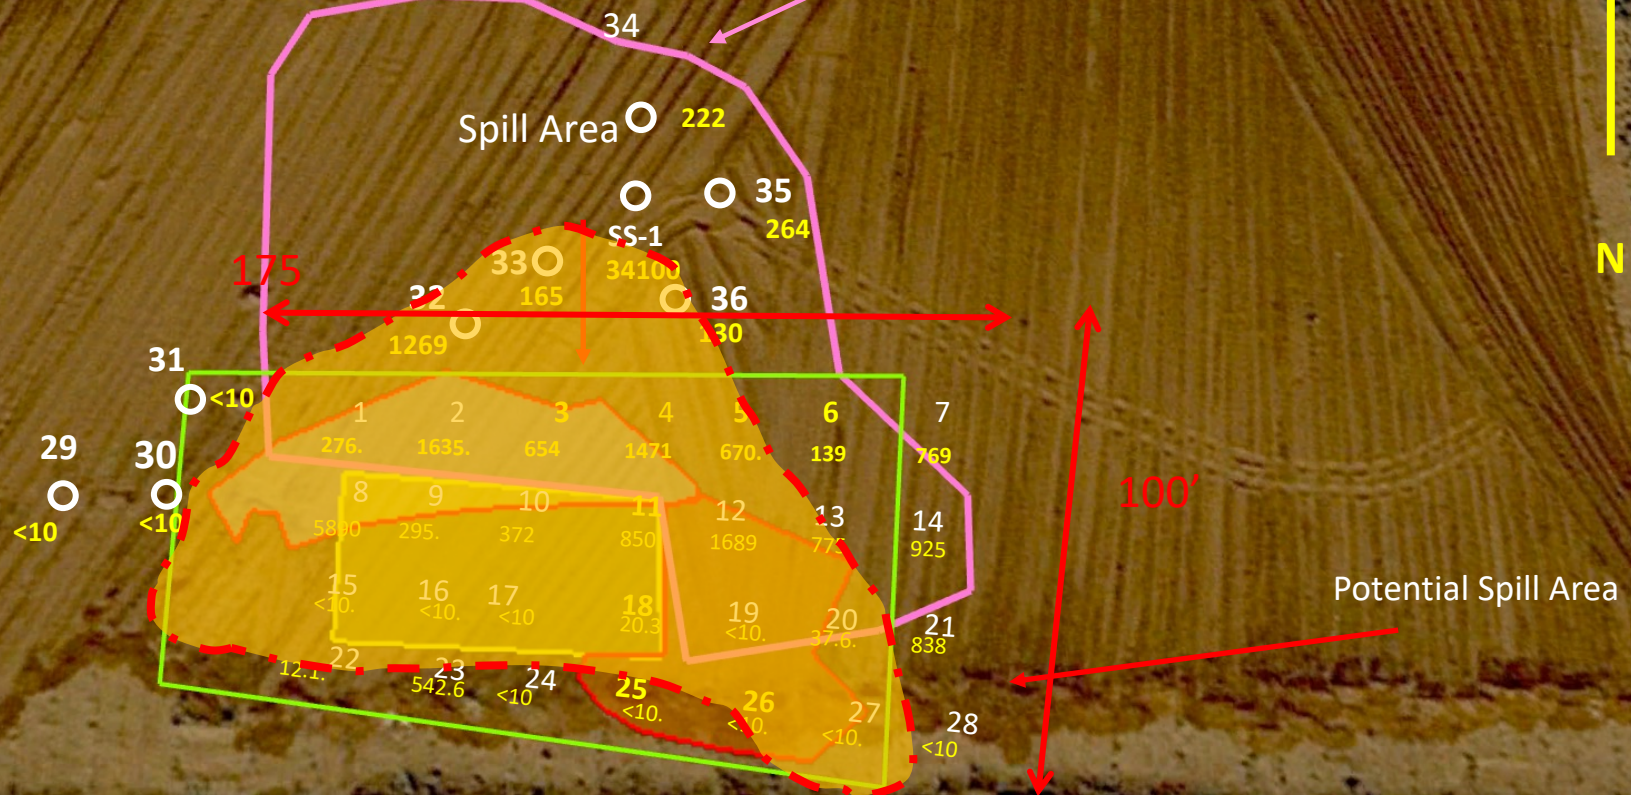 34
Spill Area
222
35
264
SS-1
34100
33
165
175
32
1269
36
130
N
31
<10
1 2 3 4 5 6 7
276. 1635. 654 1471 670. 139 769
29
<10
30
<10
8 9 10 11 12 13 14
295. 372 850 1689 775 925
100'
15 16 17 18 19 20 21
<10. <10. <10 20.3 <10. 37.6. 838
Potential Spill Area
22 23 24 25 26 27 28
12.1. 542.6 <10 <10. <10. <10. <10